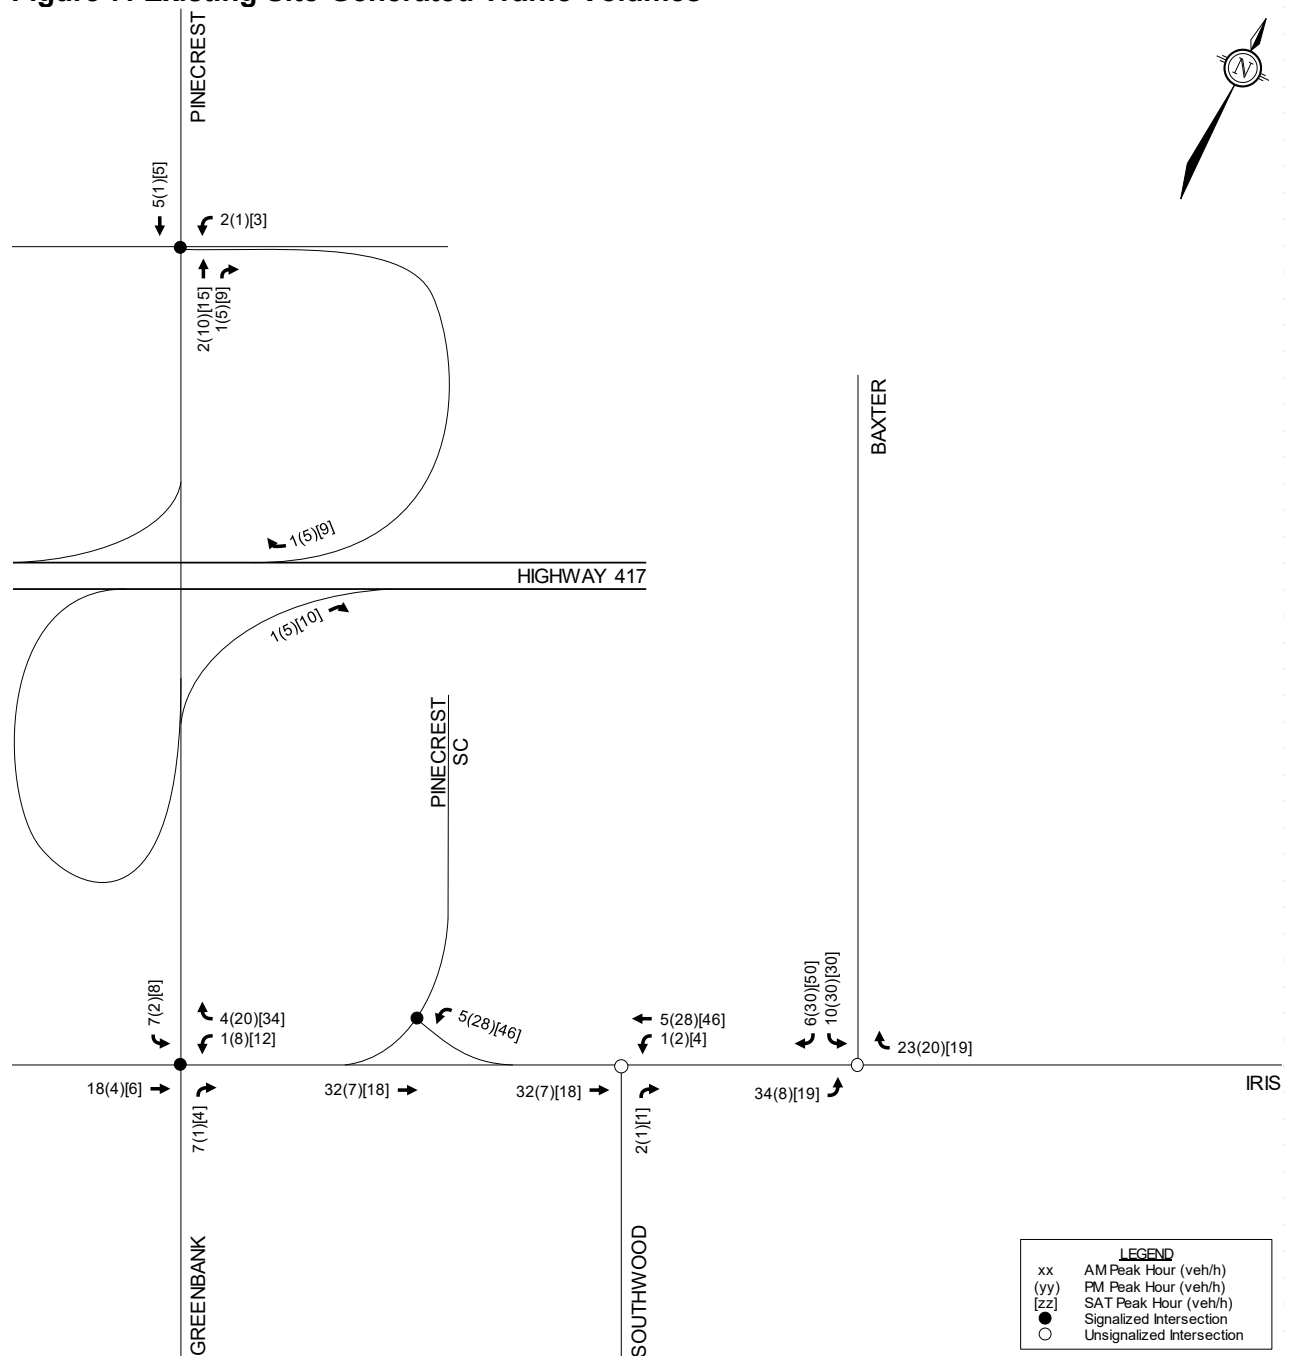 Figure 7: Existing Site-Generated Traffic Volumes
PINECREST
N
5(1)[5]
2(1)[3]
2(10)[15]
1(5)[9]
BAXTER
1(5)[9]
HIGHWAY 417
1(5)[10]
PINECREST
SC
7(2)[8]
4(20)[34]
1(8)[12]
5(28)[46]
5(28)[46]
1(2)[4]
6(30)[50]
10(30)[30]
23(20)[19]
18(4)[6]
7(1)[4]
32(7)[18]
32(7)[18]
2(1)[1]
34(8)[19]
IRIS
GREENBANK
SOUTHWOOD
LEGEND
xx AM Peak Hour (veh/h)
(yy) PM Peak Hour (veh/h)
[zz] SAT Peak Hour (veh/h)
Signalized Intersection
Unsignalized Intersection